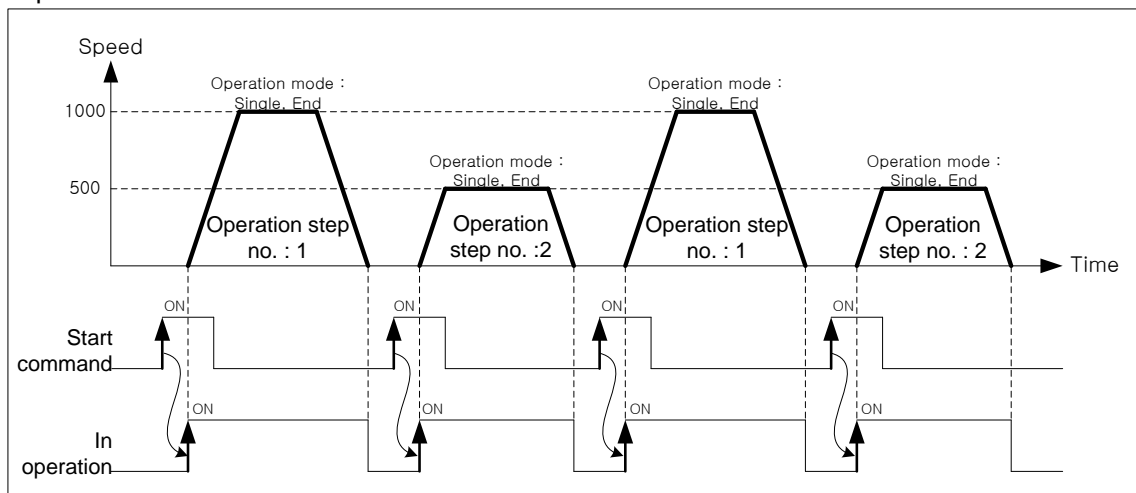 Speed
Operation mode :
Single, End
Operation mode :
Single, End
1000
Operation mode :
Single, End
Operation mode :
Single, End
500
Operation step
no. : 1
Operation
step no. :2
Operation step
no. : 1
Operation
step no. : 2
Time
ON
ON
ON
ON
Start
command
ON
ON
ON
ON
In
operation